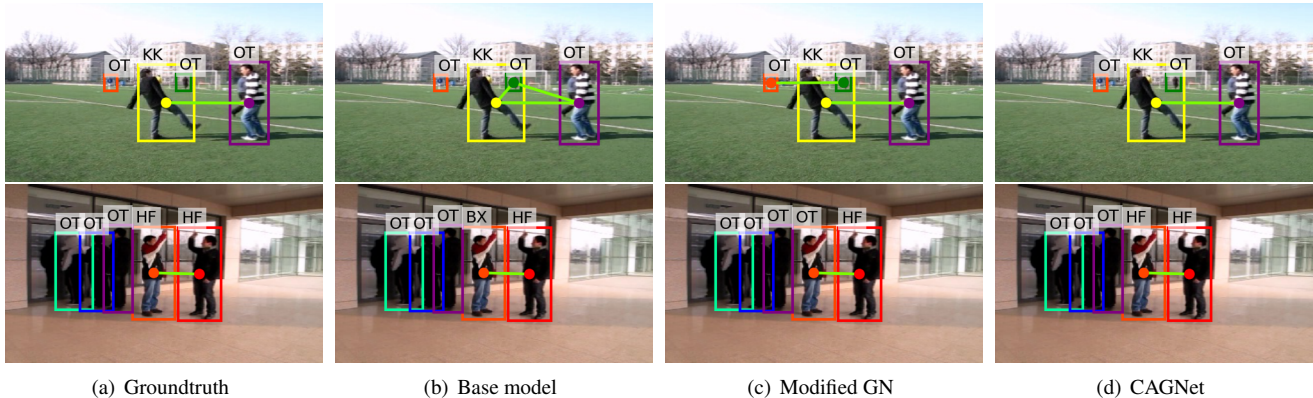 OT KK OT OT
OT KK OT OT
OT KK OT OT
OT KK OT OT
OT OT OT HF HF
OT OT OT BX HF
OT OT OT OT HF
OT OT OT HF HF
(a) Groundtruth
(b) Base model
(c) Modified GN
(d) CAGNet